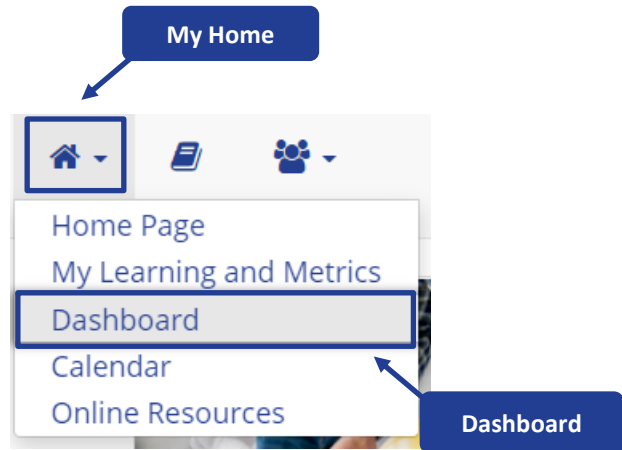 My Home
Home Page
My Learning and Metrics
Dashboard
Calendar
Online Resources
Dashboard